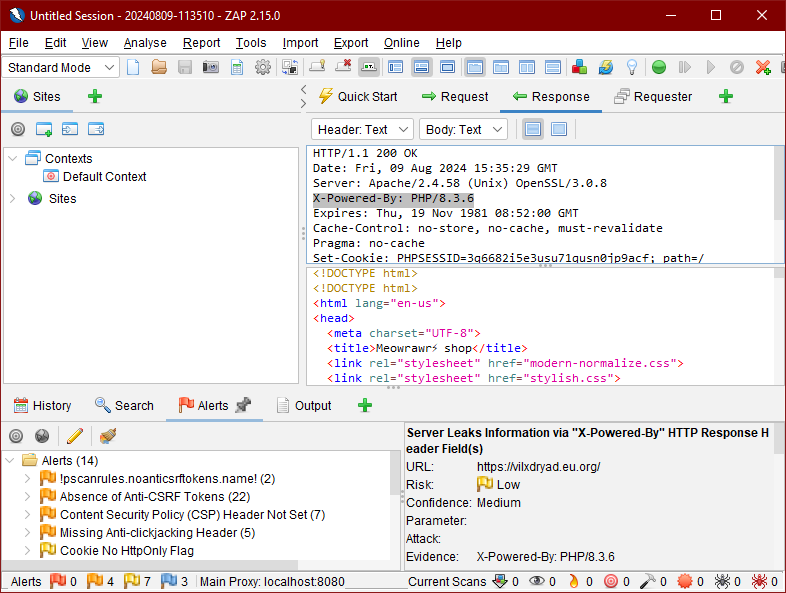 Untitled Session - 20240809-113510 - ZAP 2.15.0
File Edit View Analyse Report Tools Import Export Online Help
Standard Mode
Sites
Quick Start Request Response Requester
Header: Text Body: Text
Contexts
Default Context
Sites
HTTP/1.1 200 OK
Date: Fri, 09 Aug 2024 15:35:29 GMT
Server: Apache/2.4.58 (Unix) OpenSSL/3.0.8
X-Powered-By: PHP/8.3.6
Expires: Thu, 19 Nov 1981 08:52:00 GMT
Cache-Control: no-store, no-cache, must-revalidate
Pragma: no-cache
Set-Cookie: PHPSESSID=3q6682i5e3usu71qusn0jp9acf; path=/
<!DOCTYPE html>
<!DOCTYPE html>
<html lang="en-us">
<head>
<meta charset="UTF-8">
<title>Meowrawr⚡ shop</title>
<link rel="stylesheet" href="modern-normalize.css">
<link rel="stylesheet" href="stylish.css">
History Search Alerts Output
Alerts (14)
!pscanrules.noanticsrftokens.name! (2)
Absence of Anti-CSRF Tokens (22)
Content Security Policy (CSP) Header Not Set (7)
Missing Anti-clickjacking Header (5)
Cookie No HttpOnly Flag
Server Leaks Information via "X-Powered-By" HTTP Response H
eader Field(s)
URL: https://vilxdryad.eu.org/
Risk: Low
Confidence: Medium
Parameter:
Attack:
Evidence: X-Powered-By: PHP/8.3.6
Alerts 0 4 7 3 Main Proxy: localhost:8080 Current Scans 0 0 0 0 0 0 0 0